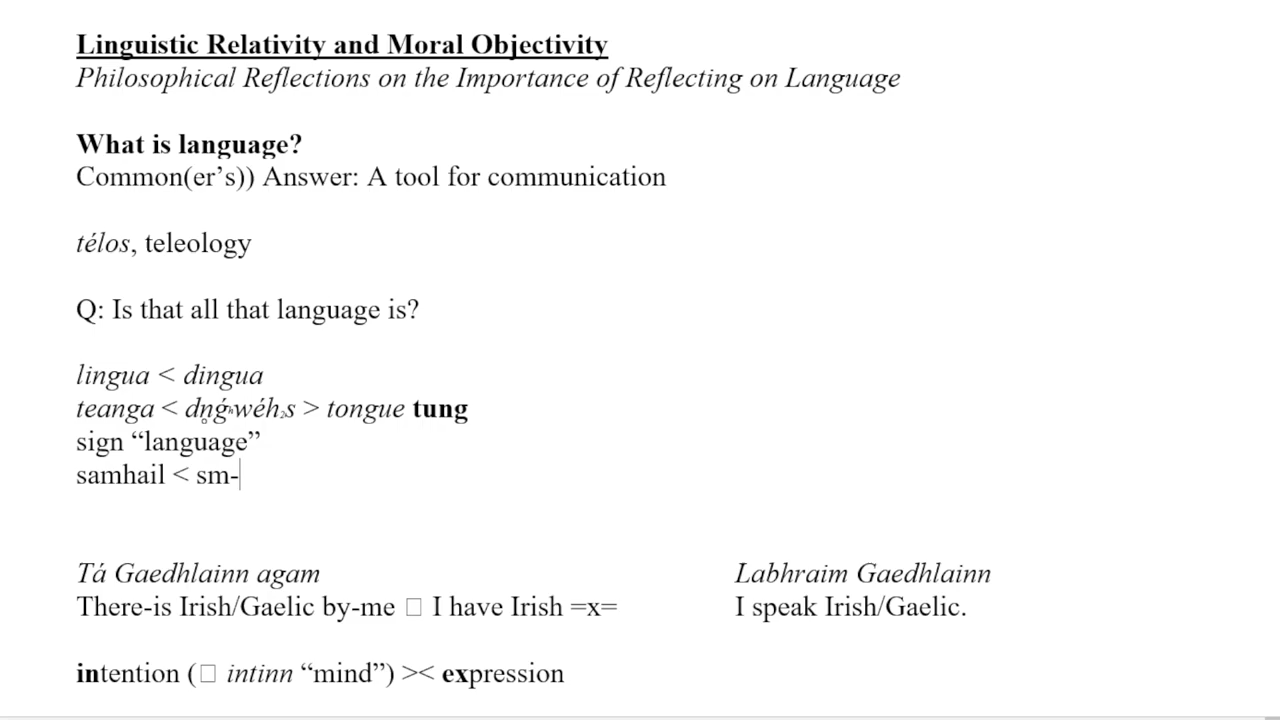 Linguistic Relativity and Moral Objectivity
Philosophical Reflections on the Importance of Reflecting on Language
What is language?
Common(er’s)) Answer: A tool for communication
télos, teleology
Q: Is that all that language is?
lingua < dingua
teanga < dn̥ǵʰwéh₂s > tongue tung
sign “language”
samhail < sm-
Tá Gaedhlainn agam
Labhraim Gaedhlainn
There-is Irish/Gaelic by-me □ I have Irish =x=
I speak Irish/Gaelic.
intention (□ intinn “mind”) >< expression